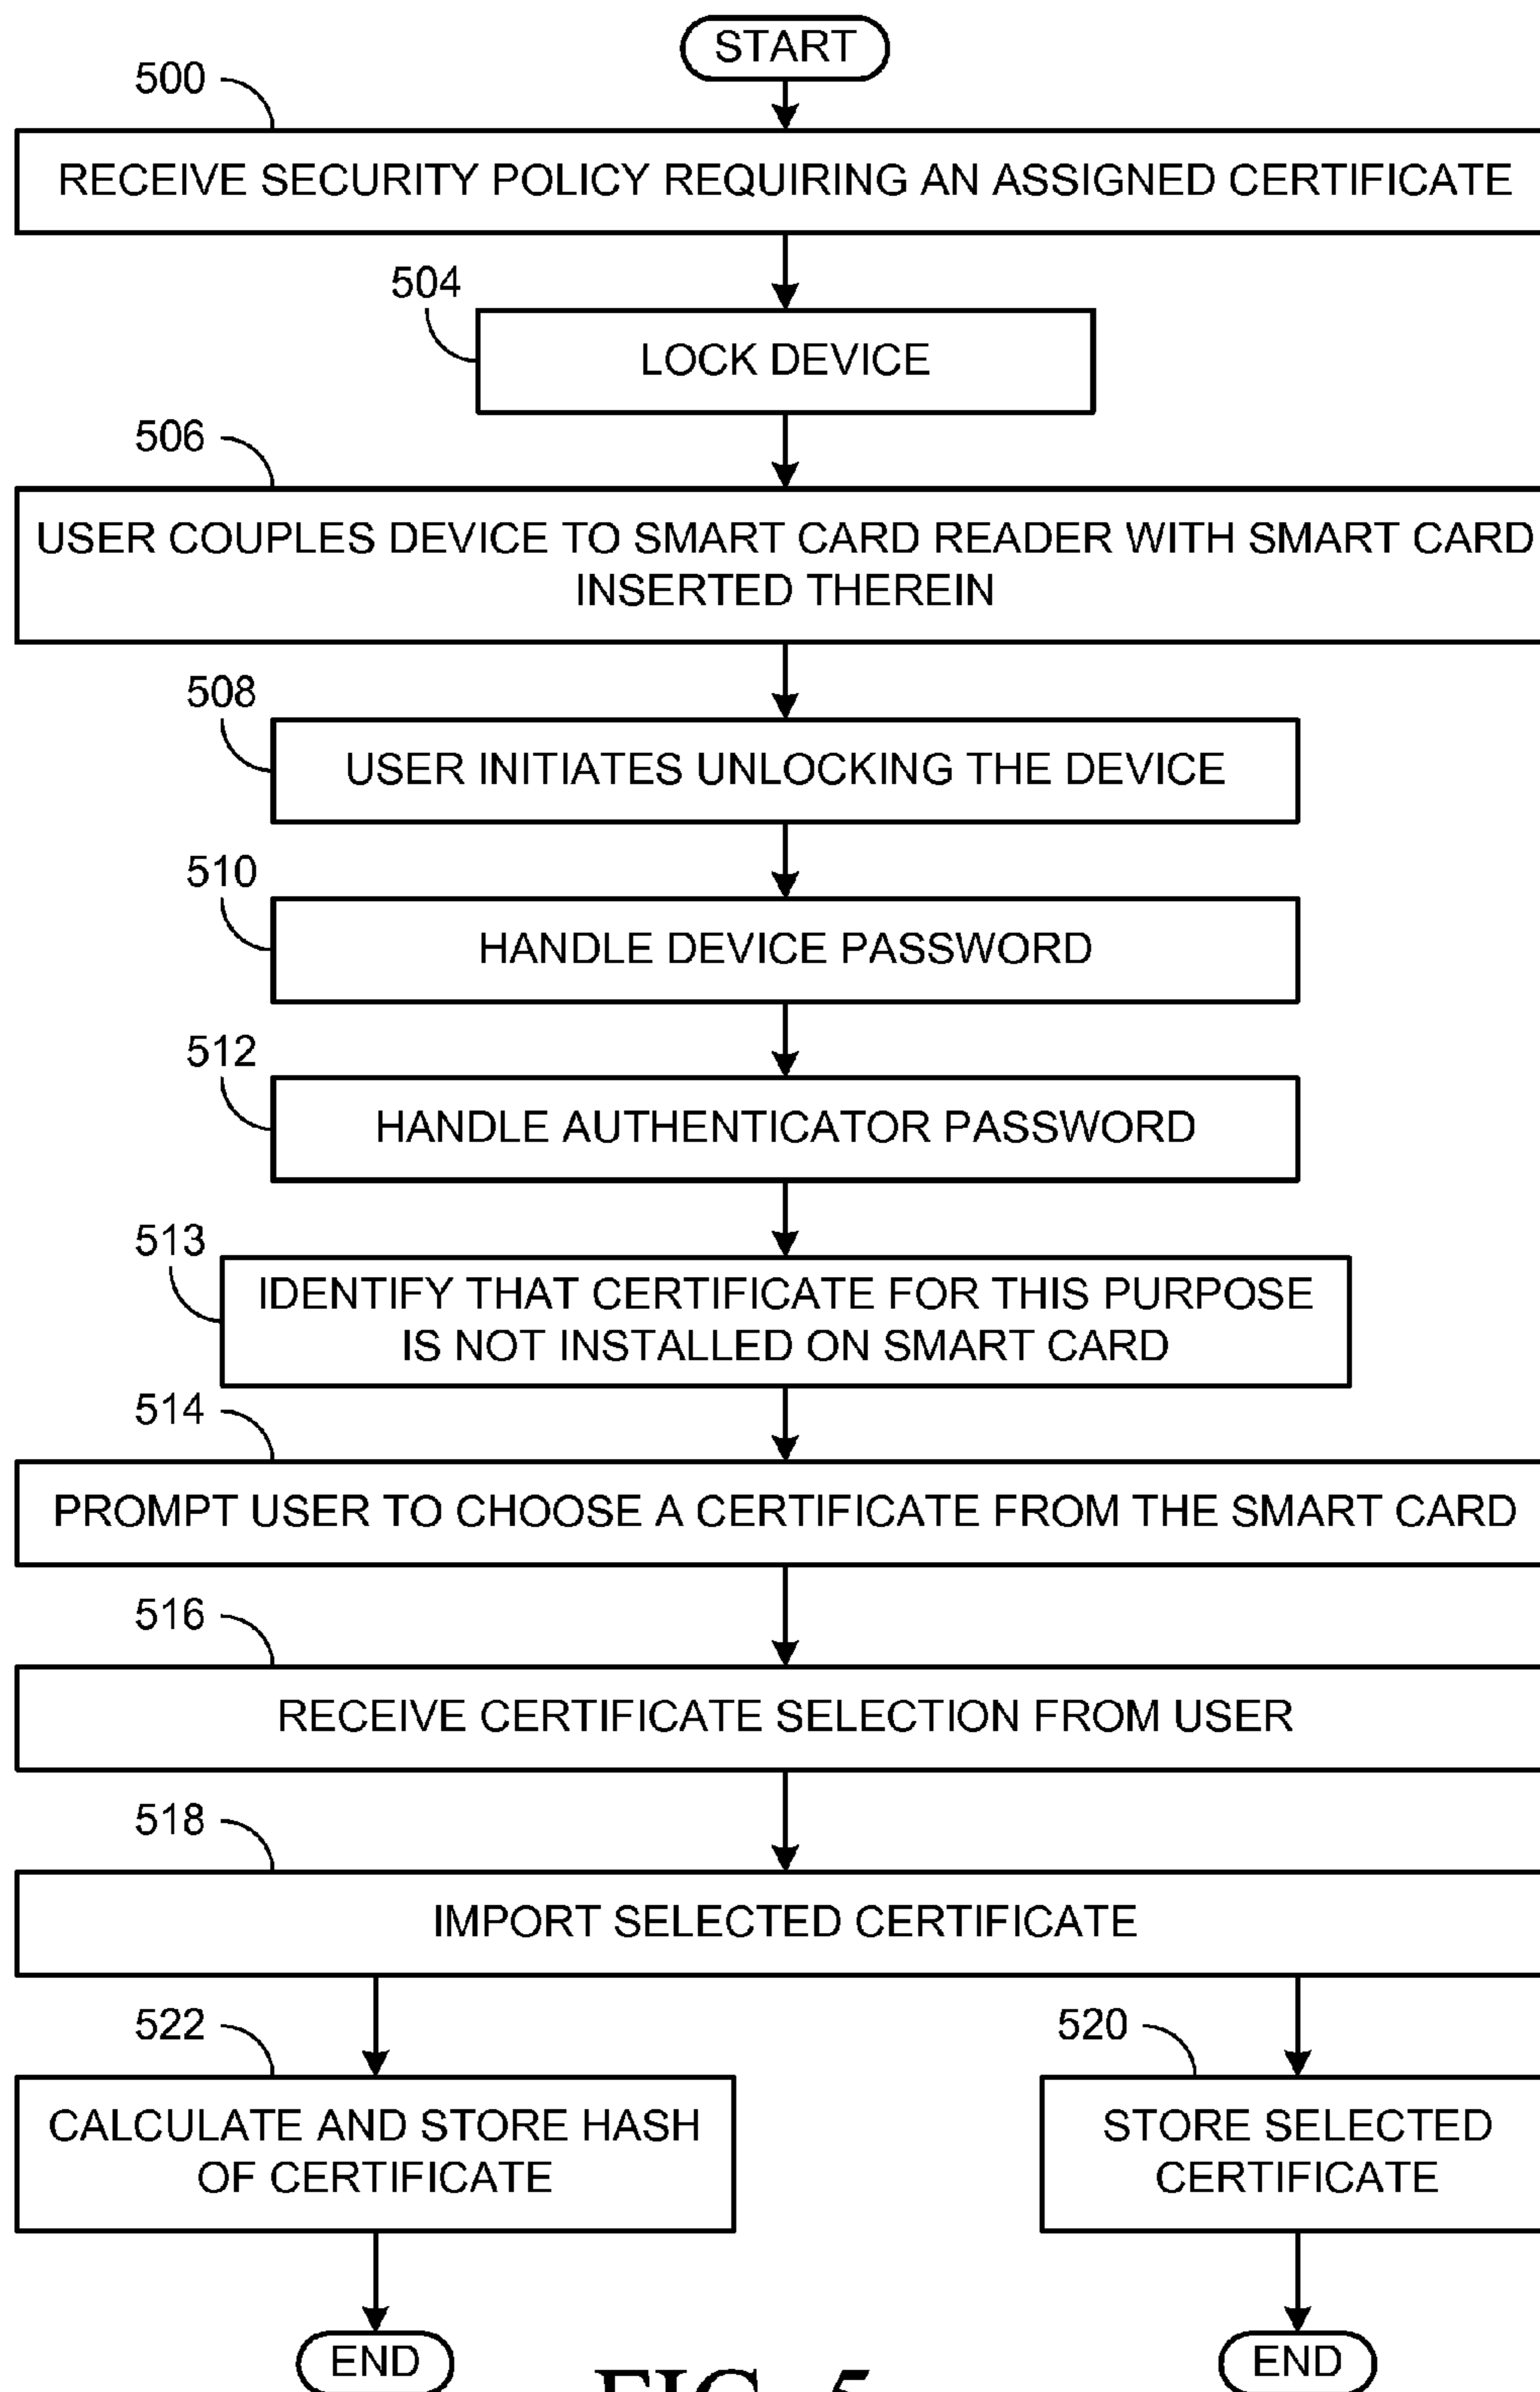 START
500
RECEIVE SECURITY POLICY REQUIRING AN ASSIGNED CERTIFICATE
504
LOCK DEVICE
506
USER COUPLES DEVICE TO SMART CARD READER WITH SMART CARD
INSERTED THEREIN
508
USER INITIATES UNLOCKING THE DEVICE
510
HANDLE DEVICE PASSWORD
512
HANDLE AUTHENTICATOR PASSWORD
513
IDENTIFY THAT CERTIFICATE FOR THIS PURPOSE
IS NOT INSTALLED ON SMART CARD
514
PROMPT USER TO CHOOSE A CERTIFICATE FROM THE SMART CARD
516
RECEIVE CERTIFICATE SELECTION FROM USER
518
IMPORT SELECTED CERTIFICATE
522
CALCULATE AND STORE HASH
OF CERTIFICATE
520
STORE SELECTED
CERTIFICATE
END
END
FIG. 5